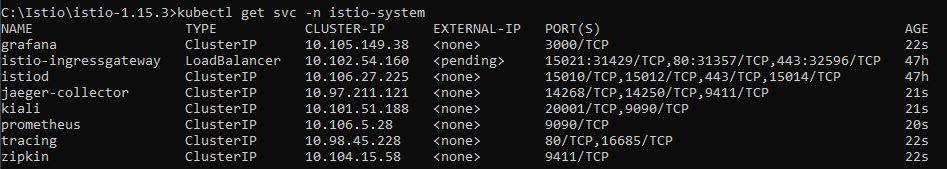 C:\Istio\istio-1.15.3>kubectl get svc -n istio-system
NAME TYPE CLUSTER-IP EXTERNAL-IP PORT(S) AGE
grafana ClusterIP 10.105.149.38 <none> 3000/TCP 22s
istio-ingressgateway LoadBalancer 10.102.54.160 <pending> 15021:31429/TCP,80:31357/TCP,443:32596/TCP 47h
istiod ClusterIP 10.106.27.225 <none> 15010/TCP,15012/TCP,443/TCP,15014/TCP 47h
jaeger-collector ClusterIP 10.97.211.121 <none> 14268/TCP,14250/TCP,9411/TCP 21s
kiali ClusterIP 10.101.51.188 <none> 20001/TCP,9090/TCP 21s
prometheus ClusterIP 10.106.5.28 <none> 9090/TCP 20s
tracing ClusterIP 10.98.45.228 <none> 80/TCP,16685/TCP 22s
zipkin ClusterIP 10.104.15.58 <none> 9411/TCP 22s